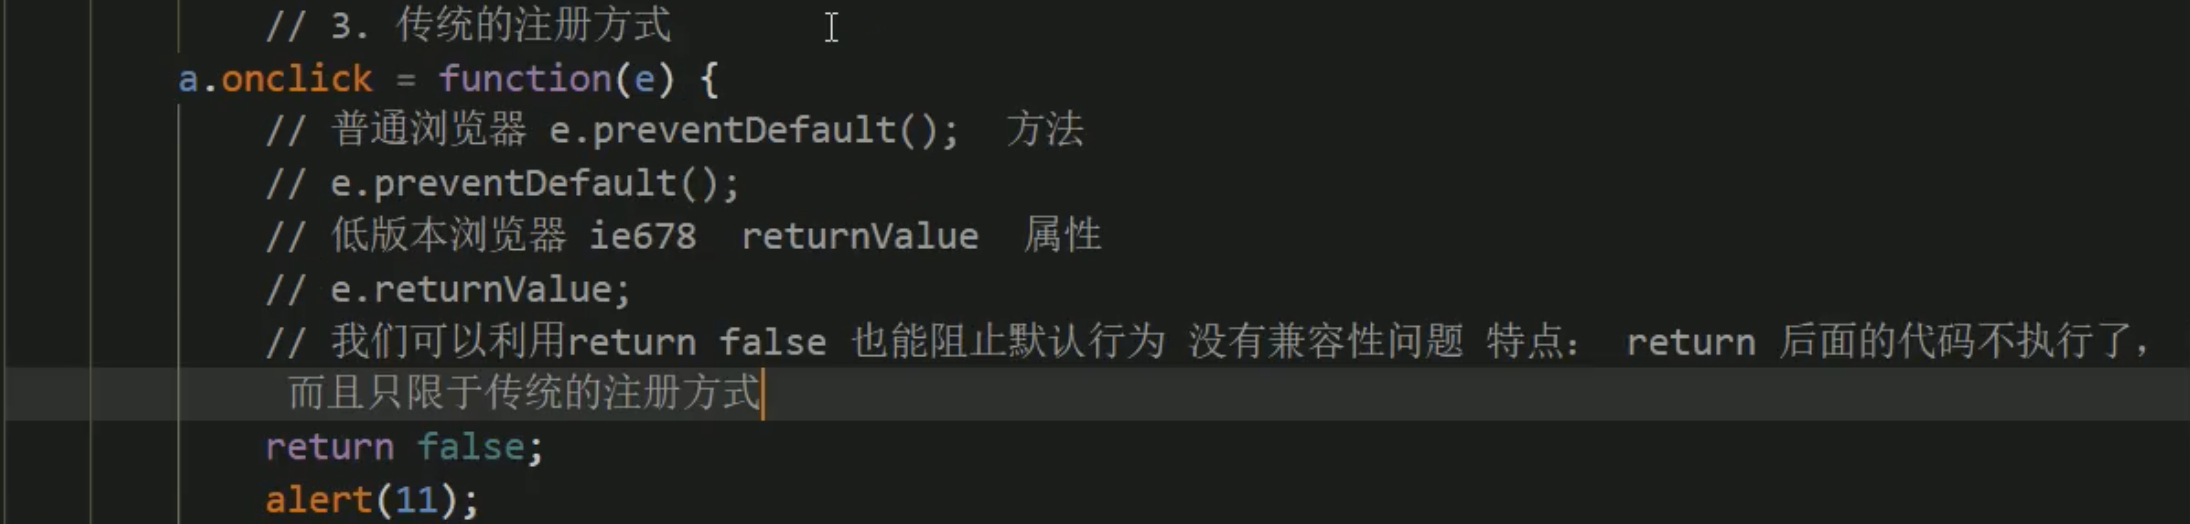 // 3. 传统的注册方式
a.onclick = function(e) {
// 普通浏览器 e.preventDefault();  方法
// e.preventDefault();
// 低版本浏览器 ie678  returnValue  属性
// e.returnValue;
// 我们可以利用return false 也能阻止默认行为 没有兼容性问题 特点： return 后面的代码不执行了，
而且只限于传统的注册方式
return false;
alert(11);